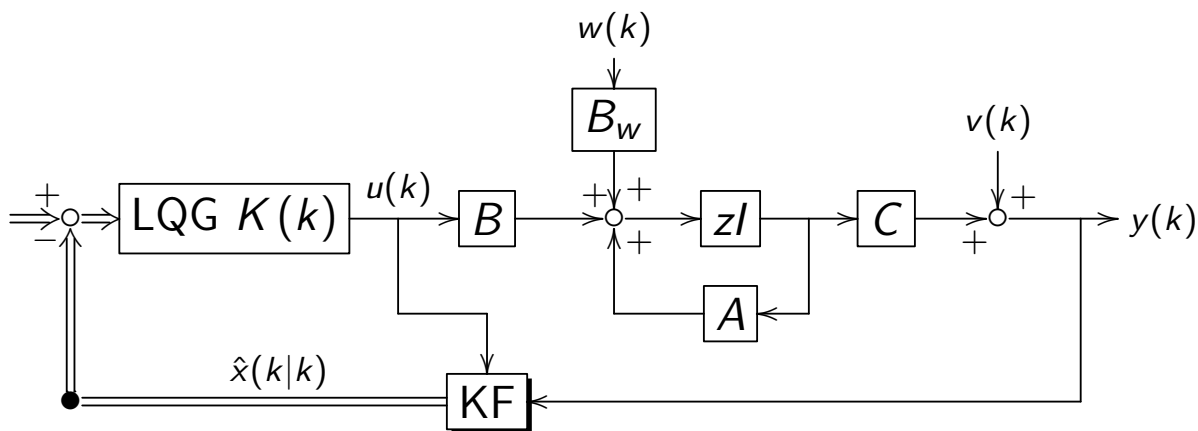 w(k)
B_w
v(k)
+
−
LQG K(k)
u(k)
B
+
+
+
zI
C
+
+
y(k)
A
x̂(k|k)
KF